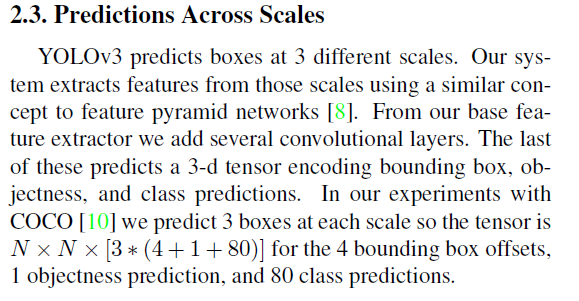 2.3. Predictions Across Scales
YOLOv3 predicts boxes at 3 different scales. Our sys-
tem extracts features from those scales using a similar con-
cept to feature pyramid networks [8]. From our base fea-
ture extractor we add several convolutional layers. The last
of these predicts a 3-d tensor encoding bounding box, ob-
jectness, and class predictions. In our experiments with
COCO [10] we predict 3 boxes at each scale so the tensor is
N × N × [3 ∗ (4 + 1 + 80)] for the 4 bounding box offsets,
1 objectness prediction, and 80 class predictions.